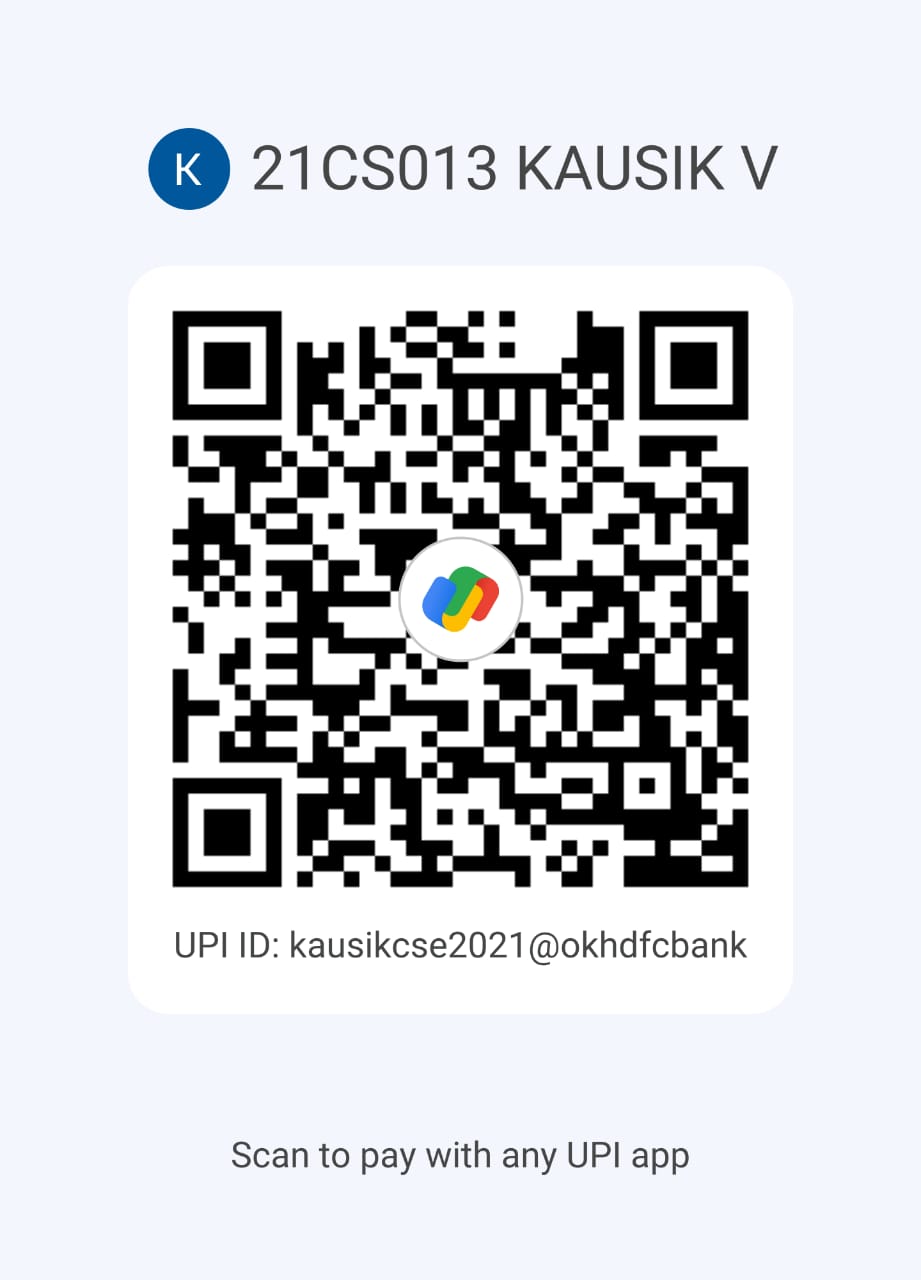 K 21CS013 KAUSIK V
UPI ID: kausikcse2021@okhdfcbank
Scan to pay with any UPI app